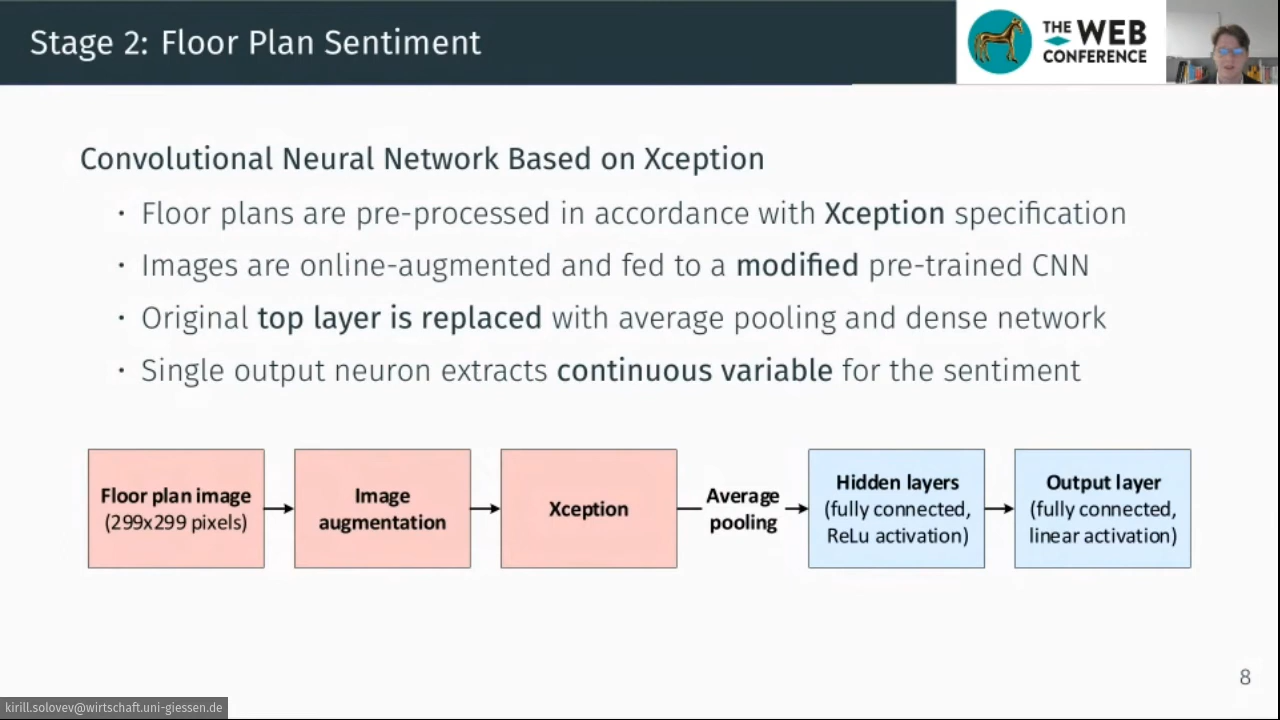 Stage 2: Floor Plan Sentiment
THE WEB
CONFERENCE
Convolutional Neural Network Based on Xception
• Floor plans are pre-processed in accordance with Xception specification
• Images are online-augmented and fed to a modified pre-trained CNN
• Original top layer is replaced with average pooling and dense network
• Single output neuron extracts continuous variable for the sentiment
Floor plan image
(299x299 pixels)
Image
augmentation
Xception
Average
pooling
Hidden layers
(fully connected,
ReLu activation)
Output layer
(fully connected,
linear activation)
8
kirill.solovev@wirtschaft.uni-giessen.de